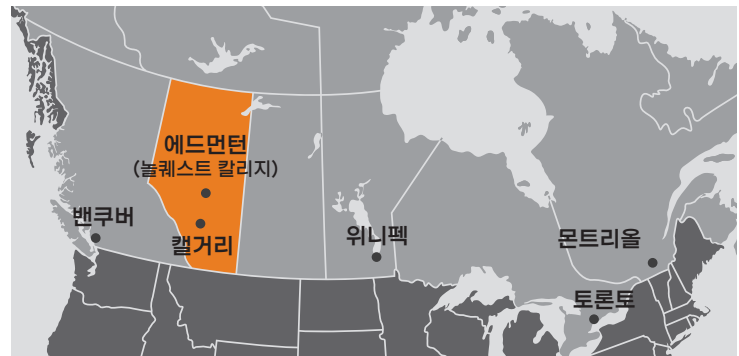 에드먼턴
(놀퀘스트 칼리지)
밴쿠버
캘거리
위니펙
몬트리올
토론토